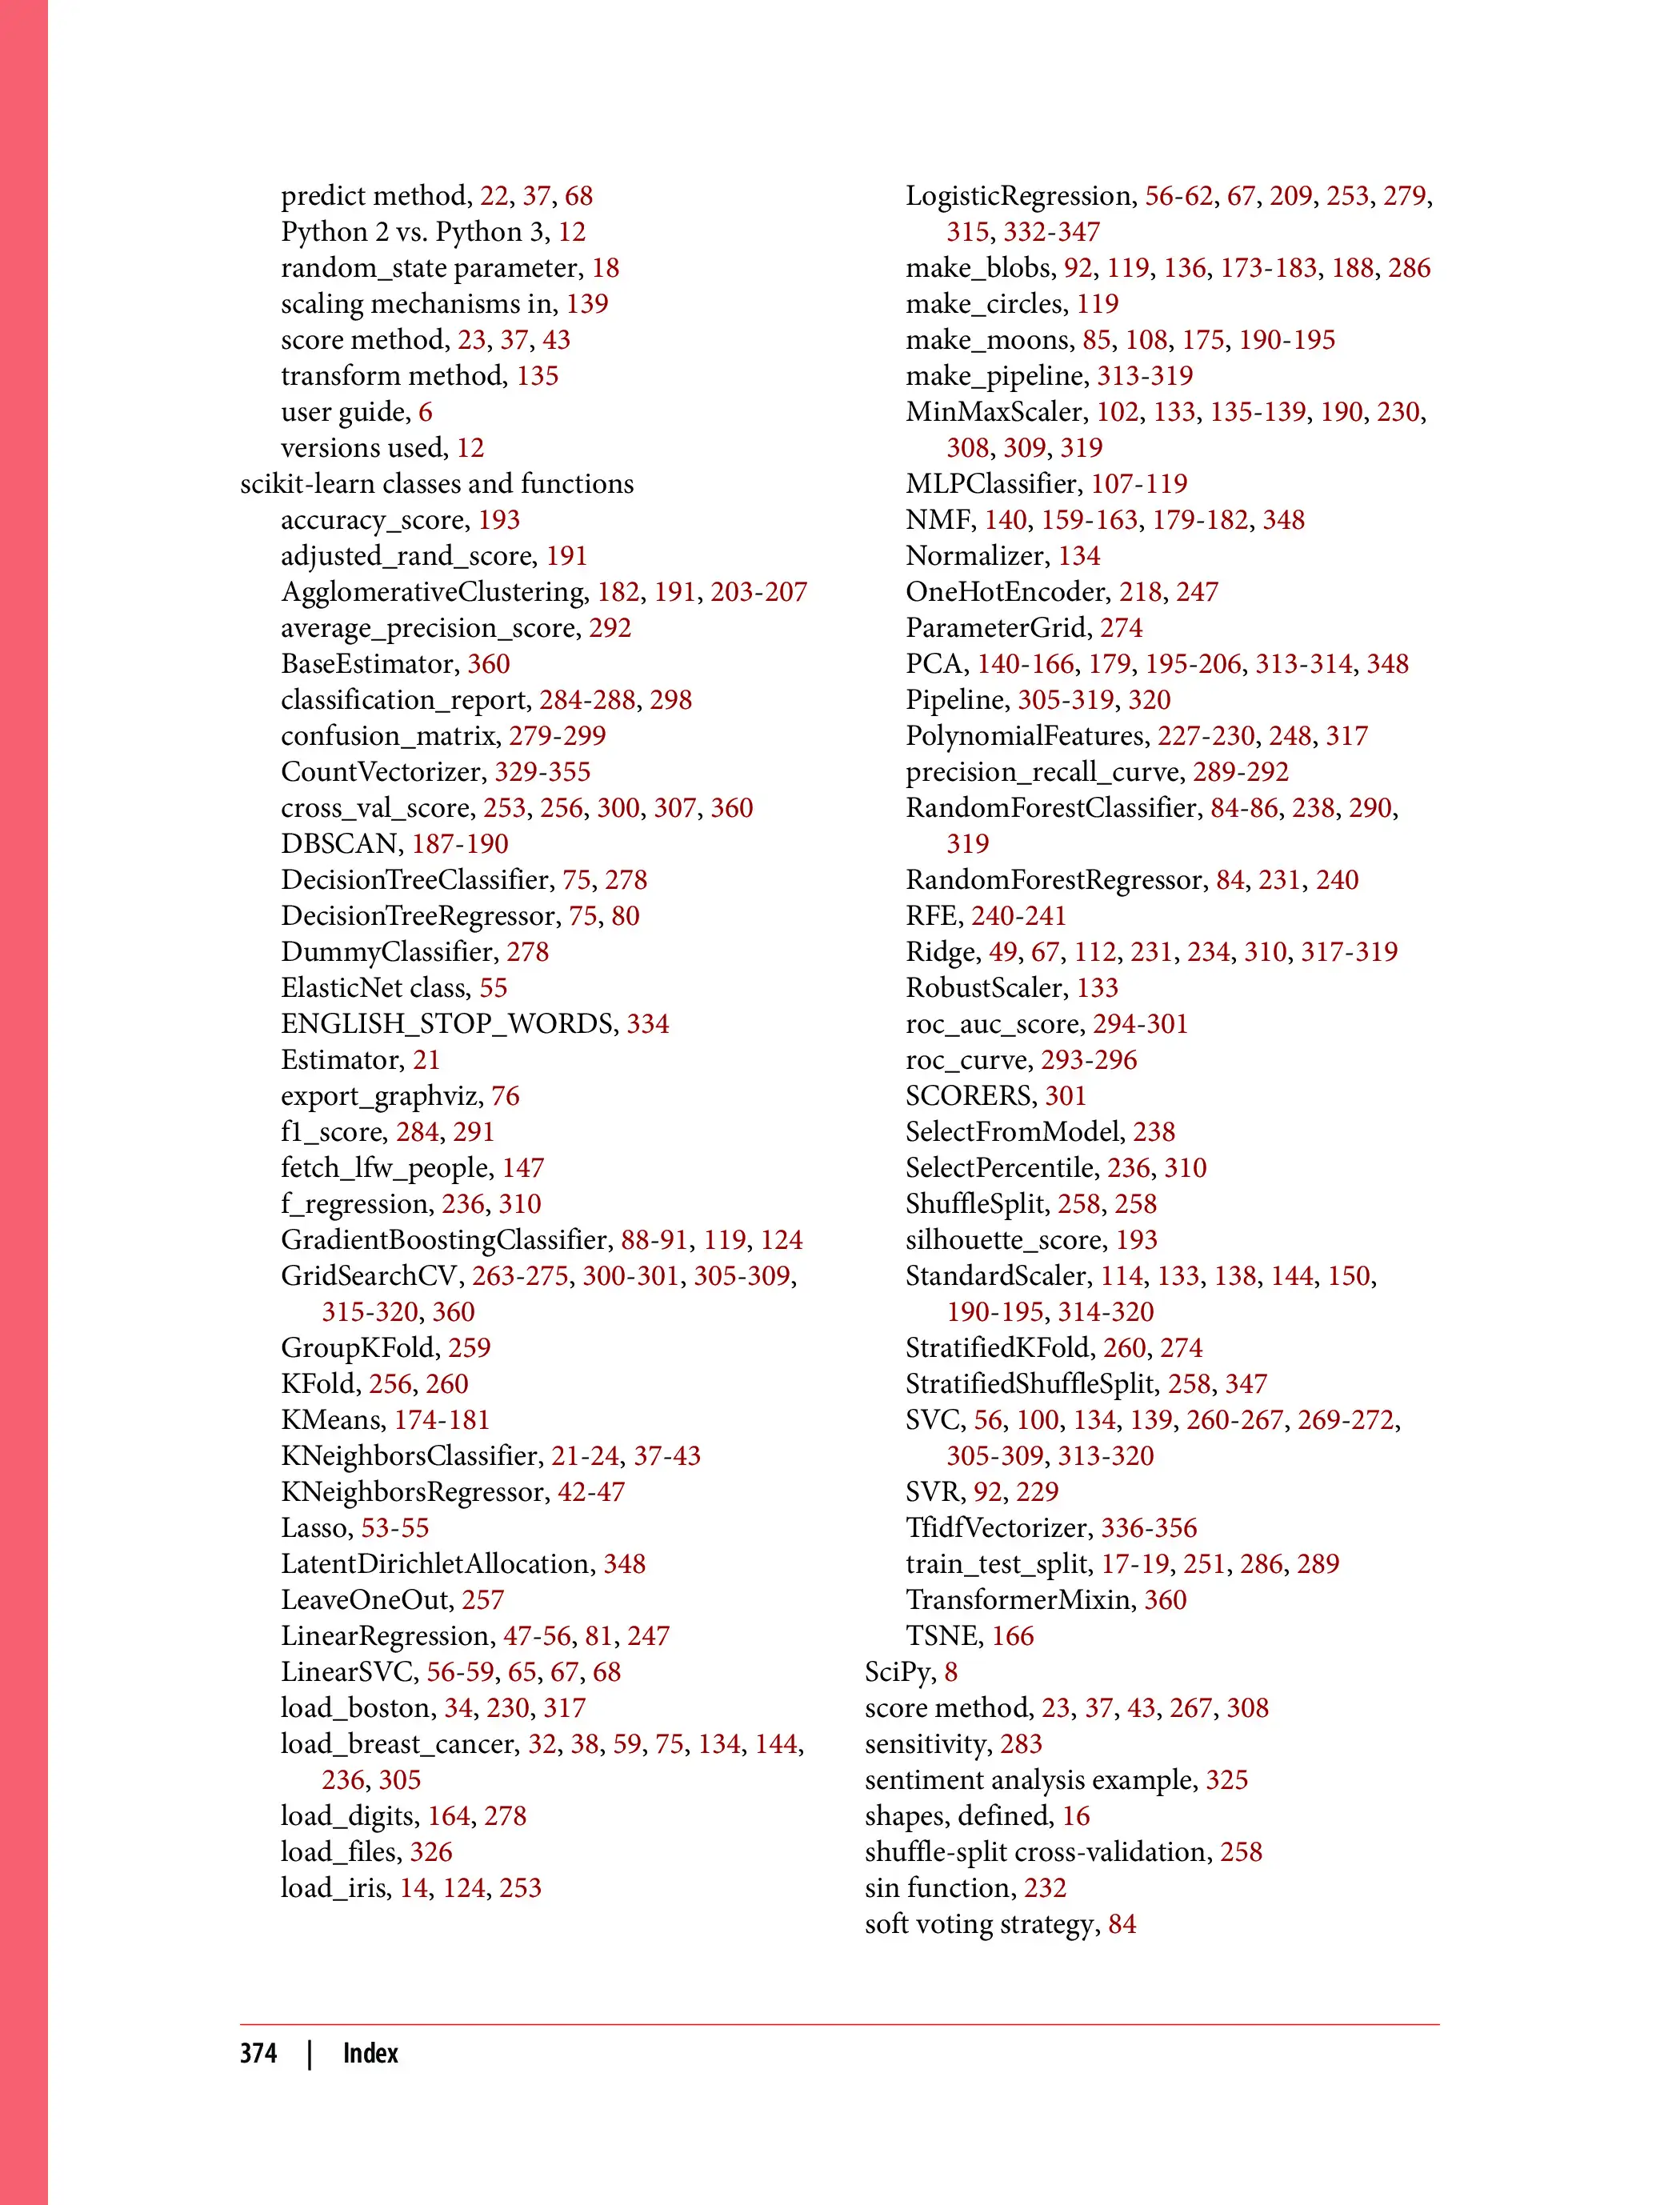 predict method, 22, 37, 68
Python 2 vs. Python 3, 12
random_state parameter, 18
scaling mechanisms in, 139
score method, 23, 37, 43
transform method, 135
user guide, 6
versions used, 12
scikit-learn classes and functions
accuracy_score, 193
adjusted_rand_score, 191
AgglomerativeClustering, 182, 191, 203-207
average_precision_score, 292
BaseEstimator, 360
classification_report, 284-288, 298
confusion_matrix, 279-299
CountVectorizer, 329-355
cross_val_score, 253, 256, 300, 307, 360
DBSCAN, 187-190
DecisionTreeClassifier, 75, 278
DecisionTreeRegressor, 75, 80
DummyClassifier, 278
ElasticNet class, 55
ENGLISH_STOP_WORDS, 334
Estimator, 21
export_graphviz, 76
f1_score, 284, 291
fetch_lfw_people, 147
f_regression, 236, 310
GradientBoostingClassifier, 88-91, 119, 124
GridSearchCV, 263-275, 300-301, 305-309,
315-320, 360
GroupKFold, 259
KFold, 256, 260
KMeans, 174-181
KNeighborsClassifier, 21-24, 37-43
KNeighborsRegressor, 42-47
Lasso, 53-55
LatentDirichletAllocation, 348
LeaveOneOut, 257
LinearRegression, 47-56, 81, 247
LinearSVC, 56-59, 65, 67, 68
load_boston, 34, 230, 317
load_breast_cancer, 32, 38, 59, 75, 134, 144,
236, 305
load_digits, 164, 278
load_files, 326
load_iris, 14, 124, 253
LogisticRegression, 56-62, 67, 209, 253, 279,
315, 332-347
make_blobs, 92, 119, 136, 173-183, 188, 286
make_circles, 119
make_moons, 85, 108, 175, 190-195
make_pipeline, 313-319
MinMaxScaler, 102, 133, 135-139, 190, 230,
308, 309, 319
MLPClassifier, 107-119
NMF, 140, 159-163, 179-182, 348
Normalizer, 134
OneHotEncoder, 218, 247
ParameterGrid, 274
PCA, 140-166, 179, 195-206, 313-314, 348
Pipeline, 305-319, 320
PolynomialFeatures, 227-230, 248, 317
precision_recall_curve, 289-292
RandomForestClassifier, 84-86, 238, 290,
319
RandomForestRegressor, 84, 231, 240
RFE, 240-241
Ridge, 49, 67, 112, 231, 234, 310, 317-319
RobustScaler, 133
roc_auc_score, 294-301
roc_curve, 293-296
SCORERS, 301
SelectFromModel, 238
SelectPercentile, 236, 310
ShuffleSplit, 258, 258
silhouette_score, 193
StandardScaler, 114, 133, 138, 144, 150,
190-195, 314-320
StratifiedKFold, 260, 274
StratifiedShuffleSplit, 258, 347
SVC, 56, 100, 134, 139, 260-267, 269-272,
305-309, 313-320
SVR, 92, 229
TfidfVectorizer, 336-356
train_test_split, 17-19, 251, 286, 289
TransformerMixin, 360
TSNE, 166
SciPy, 8
score method, 23, 37, 43, 267, 308
sensitivity, 283
sentiment analysis example, 325
shapes, defined, 16
shuffle-split cross-validation, 258
sin function, 232
soft voting strategy, 84
374 | Index